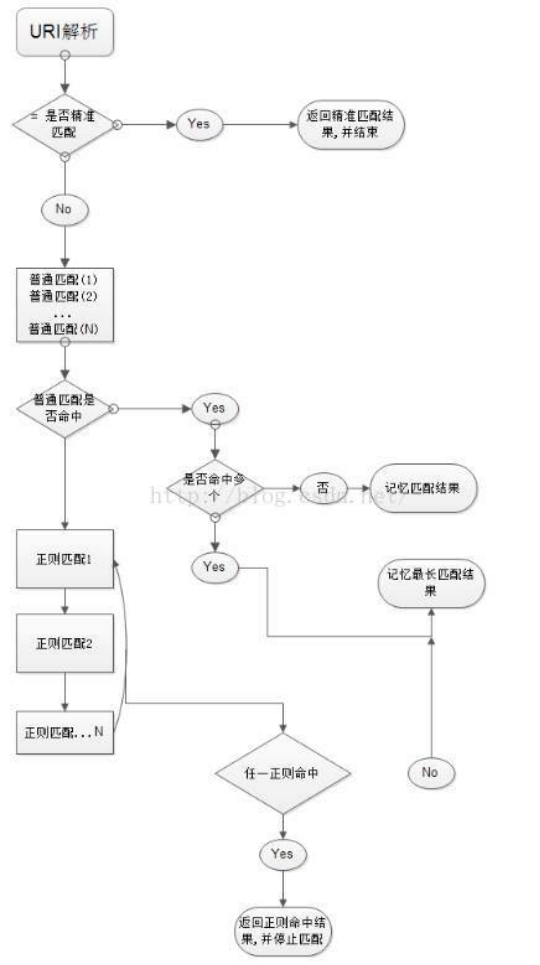 URI解析
= 是否精准
匹配
Yes
返回精准匹配结
果,并结束
No
普通匹配(1)
普通匹配(2)
...
普通匹配(N)
普通匹配是
否命中
Yes
是否命中多
个
否
记忆匹配结果
http://blog.csdn.net/
Yes
记忆最长匹配结
果
正则匹配1
正则匹配2
正则匹配...N
任一正则命中
No
Yes
返回正则命中结
果,并停止匹配